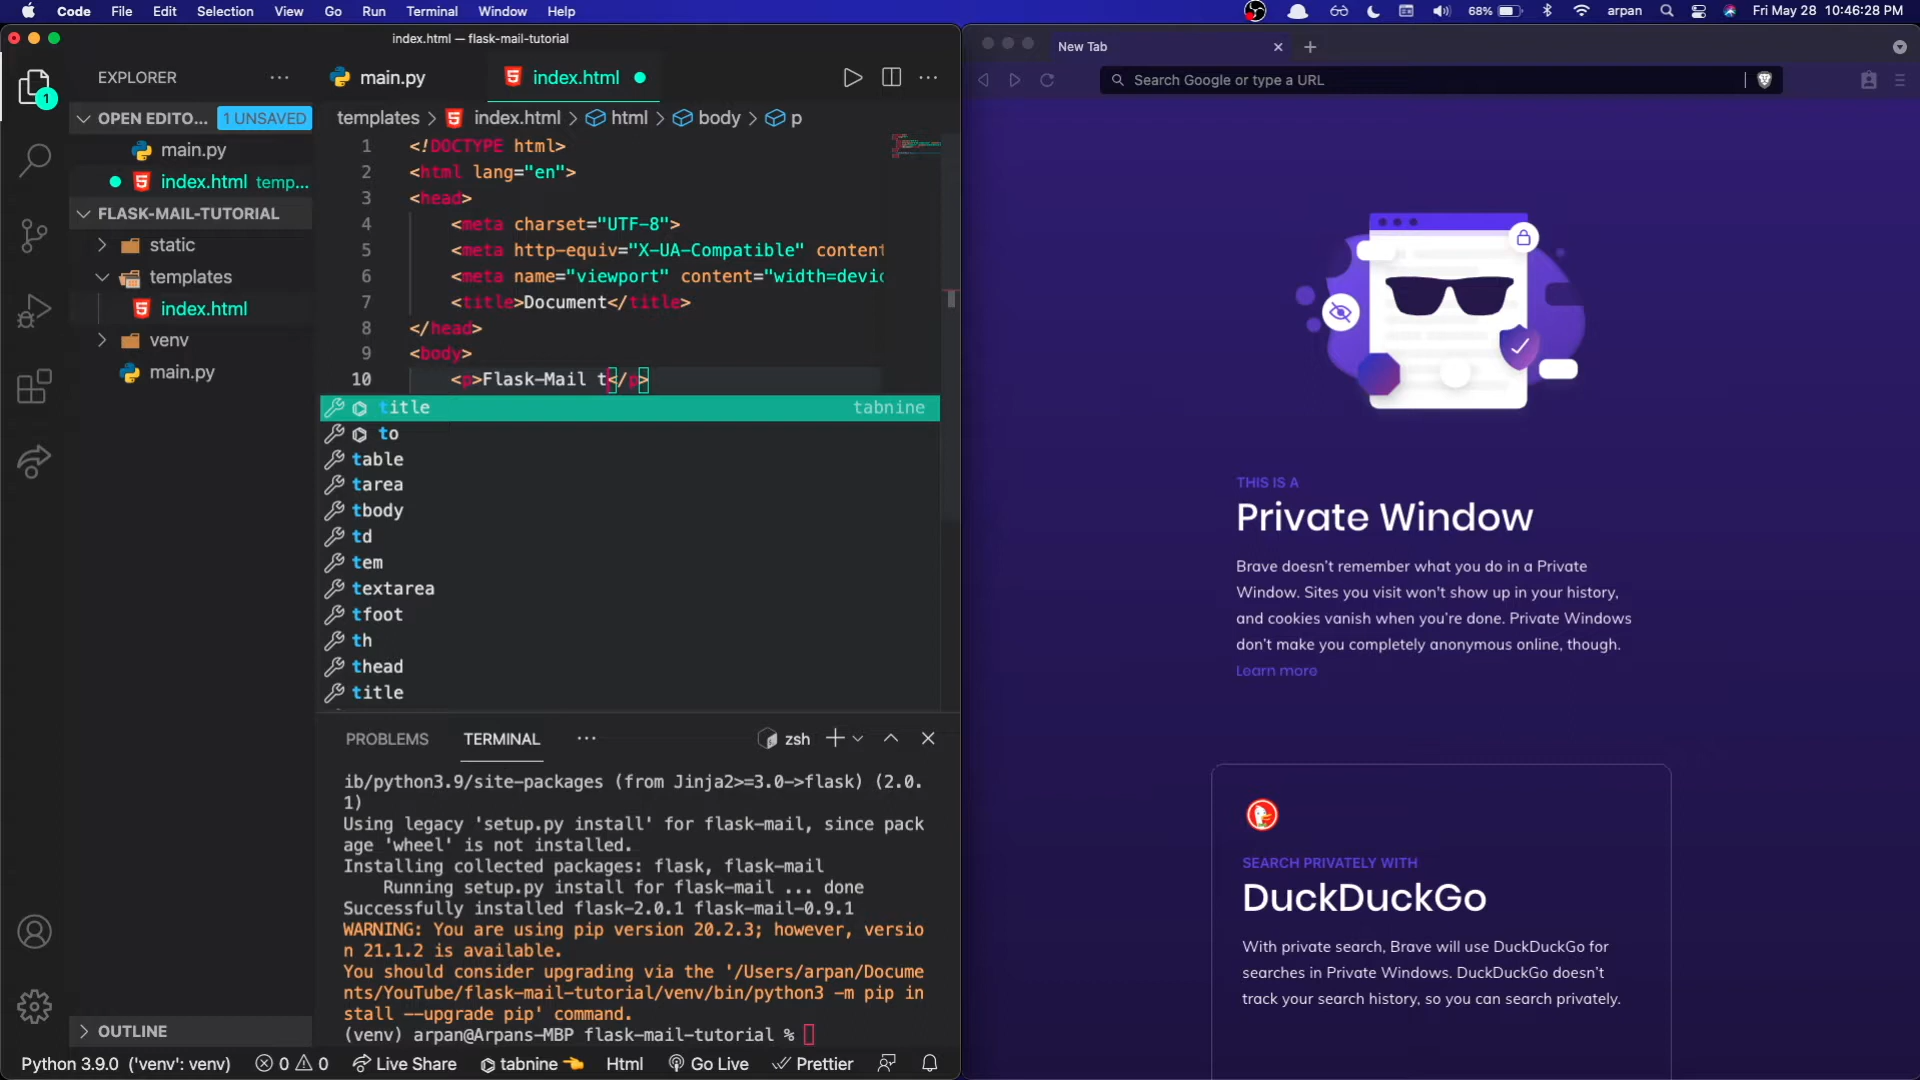 Code File Edit Selection View Go Run Terminal Window Help
68% arpan Fri May 28 10:46:28 PM
index.html — flask-mail-tutorial
EXPLORER
1
OPEN EDITO... 1 UNSAVED
main.py
index.html temp...
FLASK-MAIL-TUTORIAL
static
templates
index.html
venv
main.py
OUTLINE
main.py index.html
templates > index.html > html > body > p
1 <!DOCTYPE html>
2 <html lang="en">
3 <head>
4 <meta charset="UTF-8">
5 <meta http-equiv="X-UA-Compatible" content
6 <meta name="viewport" content="width=devic
7 <title>Document</title>
8 </head>
9 <body>
10 <p>Flask-Mail t</p>
title tabnine
to
table
tarea
tbody
td
tem
textarea
tfoot
th
thead
title
PROBLEMS TERMINAL ... zsh
ib/python3.9/site-packages (from Jinja2>=3.0->flask) (2.0.
1)
Using legacy 'setup.py install' for flask-mail, since pack
age 'wheel' is not installed.
Installing collected packages: flask, flask-mail
Running setup.py install for flask-mail ... done
Successfully installed flask-2.0.1 flask-mail-0.9.1
WARNING: You are using pip version 20.2.3; however, versio
n 21.1.2 is available.
You should consider upgrading via the '/Users/arpan/Docume
nts/YouTube/flask-mail-tutorial/venv/bin/python3 -m pip in
stall --upgrade pip' command.
(venv) arpan@Arpans-MBP flask-mail-tutorial %
Python 3.9.0 ('venv': venv) 0 0 Live Share tabnine Html Go Live Prettier
New Tab
Search Google or type a URL
THIS IS A
Private Window
Brave doesn't remember what you do in a Private
Window. Sites you visit won't show up in your history,
and cookies vanish when you're done. Private Windows
don't make you completely anonymous online, though.
Learn more
SEARCH PRIVATELY WITH
DuckDuckGo
With private search, Brave will use DuckDuckGo for
searches in Private Windows. DuckDuckGo doesn't
track your search history, so you can search privately.